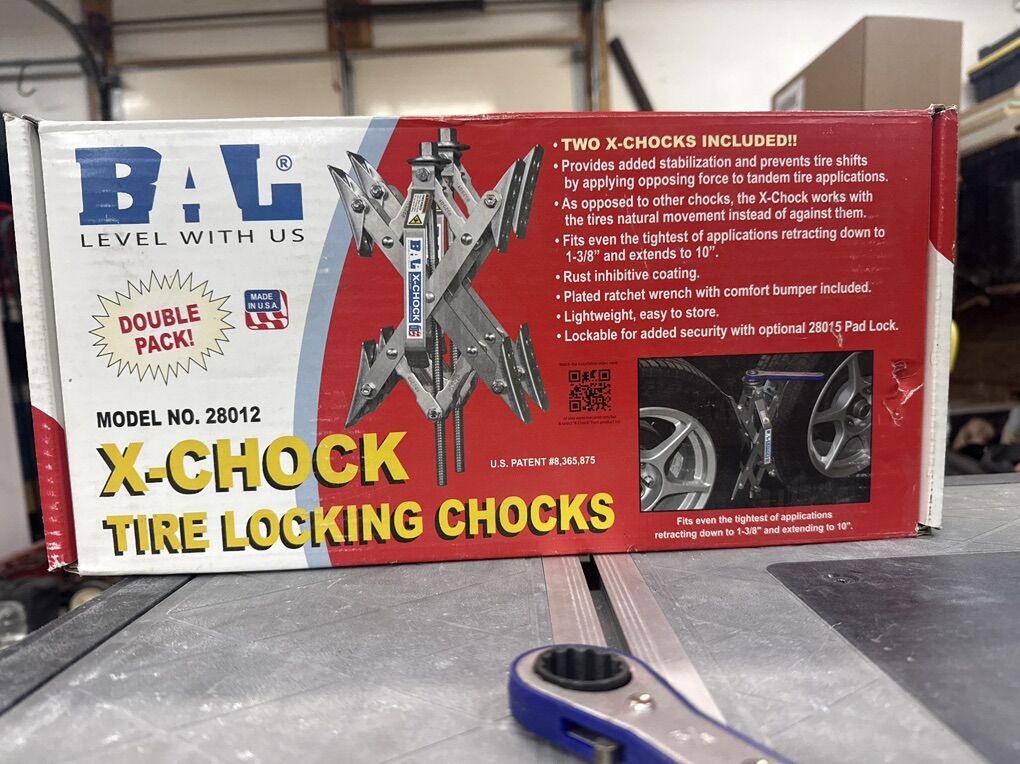 BAL®
LEVEL WITH US
DOUBLE
PACK!
MADE
IN U.S.A.
MODEL NO. 28012
X-CHOCK
TIRE LOCKING CHOCKS
BAL X-CHOCK
• TWO X-CHOCKS INCLUDED!!
• Provides added stabilization and prevents tire shifts
by applying opposing force to tandem tire applications.
• As opposed to other chocks, the X-Chock works with
the tires natural movement instead of against them.
• Fits even the tightest of applications retracting down to
1-3/8” and extends to 10”.
• Rust inhibitive coating.
• Plated ratchet wrench with comfort bumper included.
• Lightweight, easy to store.
• Lockable for added security with optional 28015 Pad Lock.
U.S. PATENT #8,365,875
Fits even the tightest of applications
retracting down to 1-3/8" and extending to 10".